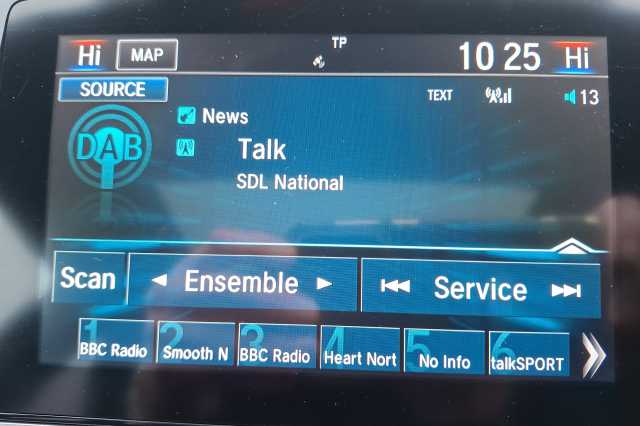 Hi MAP TP 10 25 Hi
SOURCE TEXT 13
DAB
News
Talk
SDL National
Scan Ensemble Service
1 2 3 4 5 6
BBC Radio Smooth N BBC Radio Heart Nort No Info talkSPORT